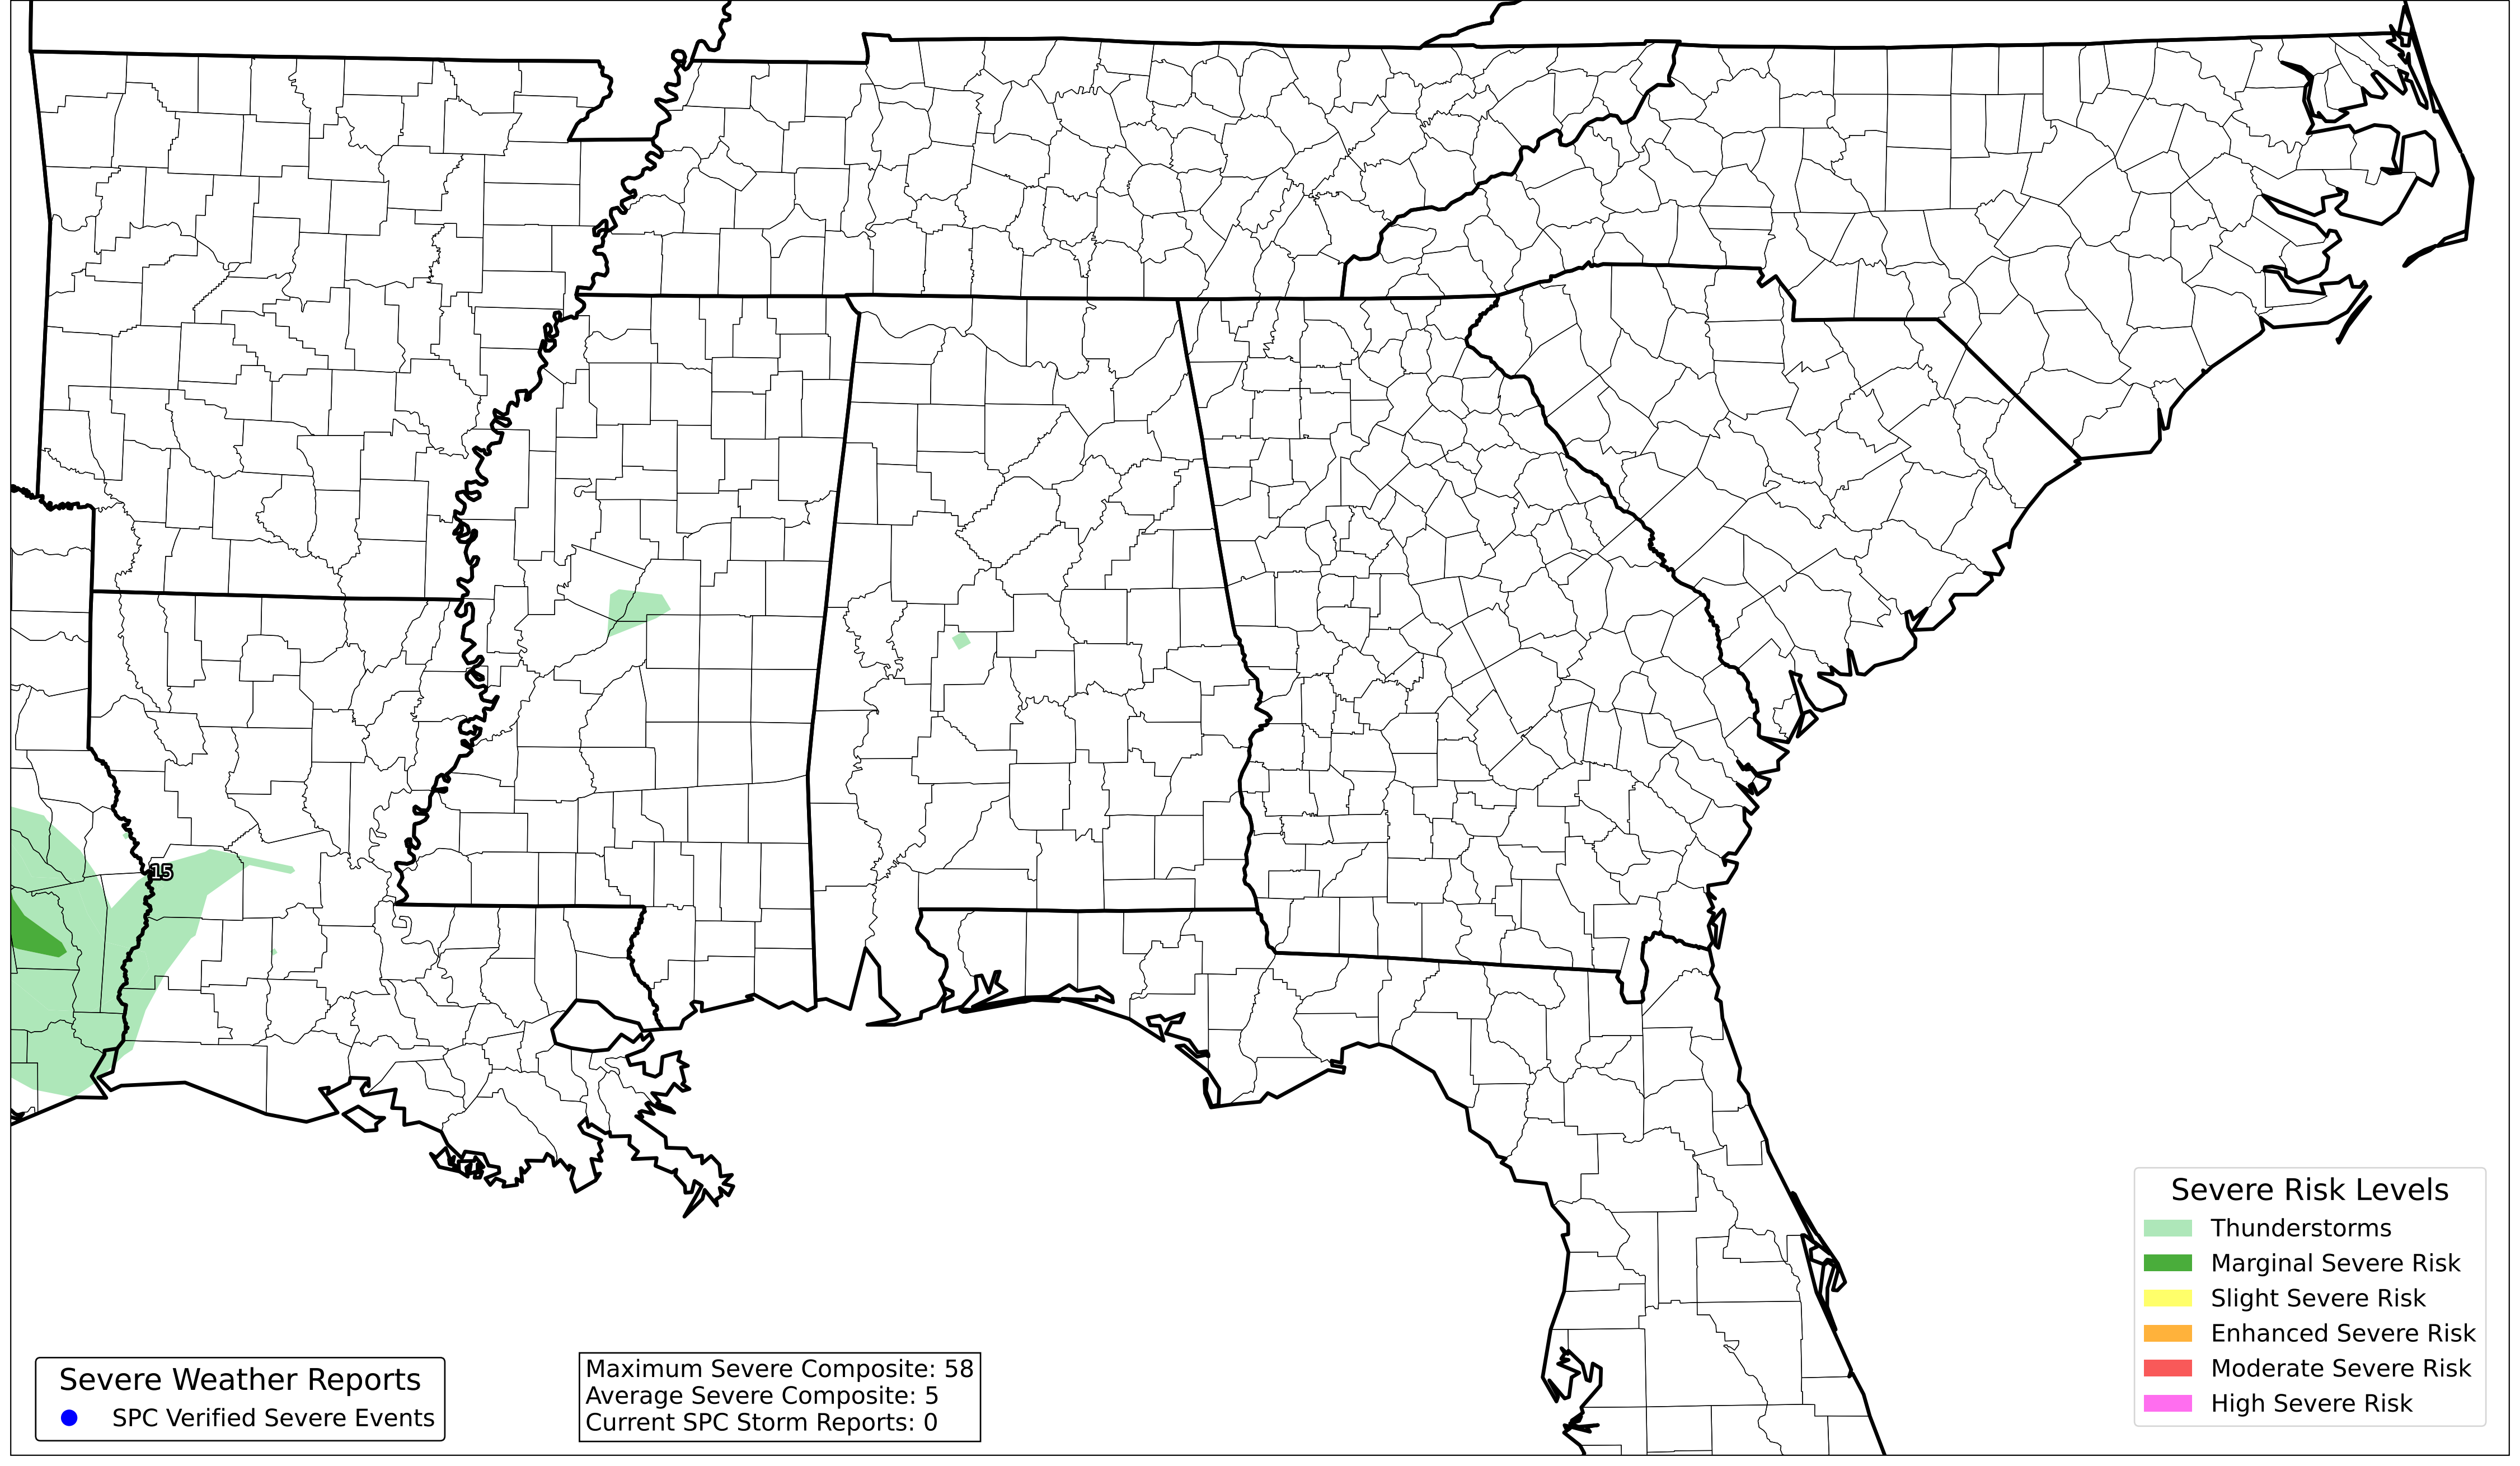 15
Severe Weather Reports
SPC Verified Severe Events
Maximum Severe Composite: 58
Average Severe Composite: 5
Current SPC Storm Reports: 0
Severe Risk Levels
Thunderstorms
Marginal Severe Risk
Slight Severe Risk
Enhanced Severe Risk
Moderate Severe Risk
High Severe Risk